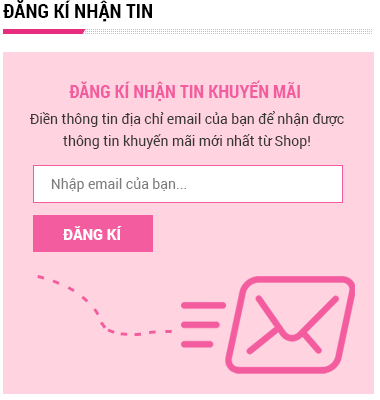 ĐĂNG KÍ NHẬN TIN
ĐĂNG KÍ NHẬN TIN KHUYẾN MÃI
Điền thông tin địa chỉ email của bạn để nhận được
thông tin khuyến mãi mới nhất từ Shop!
Nhập email của bạn...
ĐĂNG KÍ